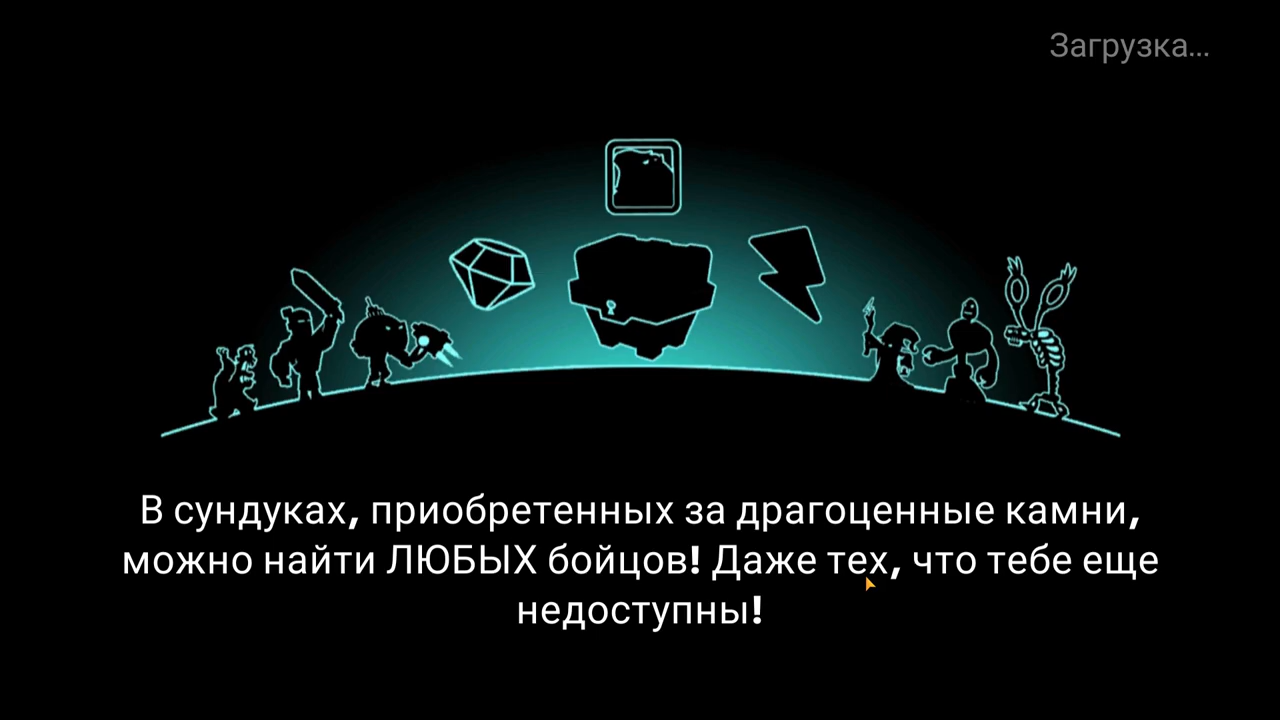 Загрузка...
В сундуках, приобретенных за драгоценные камни,
можно найти ЛЮБЫХ бойцов! Даже тех, что тебе еще
недоступны!